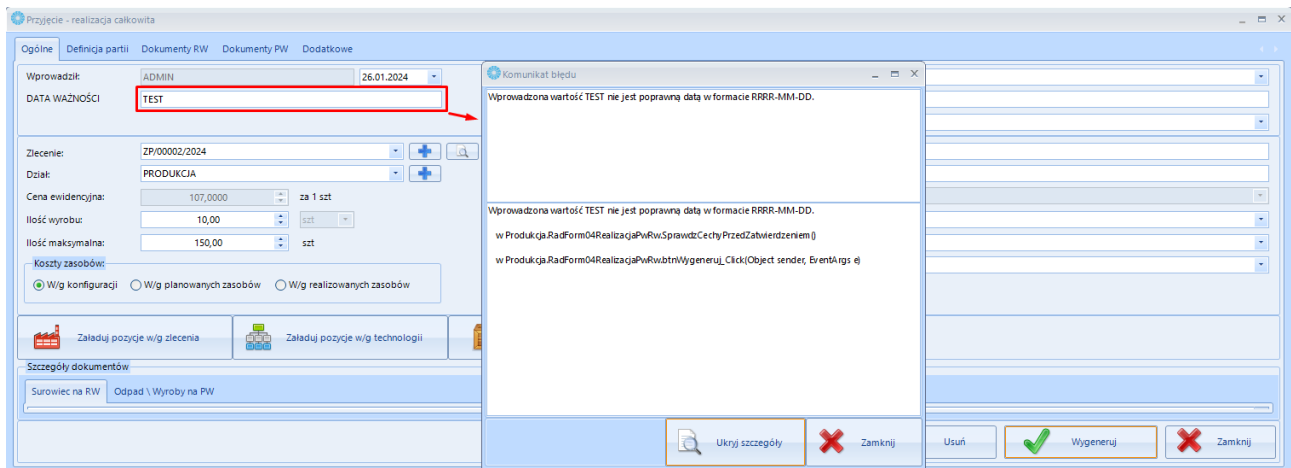 Przyjęcie - realizacja całkowita
Ogólne Definicja partii Dokumenty RW Dokumenty PW Dodatkowe
Wprowadził: ADMIN 26.01.2024
DATA WAŻNOŚCI TEST
Zlecenie: ZP/00002/2024
Dział: PRODUKCJA
Cena ewidencyjna: 107,0000 za 1 szt
Ilość wyrobu: 10,00 szt
Ilość maksymalna: 150,00 szt
Koszty zasobów:
W/g konfiguracji W/g planowanych zasobów W/g realizowanych zasobów
Załaduj pozycje w/g zlecenia Załaduj pozycje w/g technologii
Szczegóły dokumentów
Surowiec na RW Odpad \ Wyroby na PW
Komunikat błędu
Wprowadzona wartość TEST nie jest poprawną datą w formacie RRRR-MM-DD.
Wprowadzona wartość TEST nie jest poprawną datą w formacie RRRR-MM-DD.
w Produkcja.RadForm04RealizacjaPwRw.SprawdzCechyPrzedZatwierdzeniem()
w Produkcja.RadForm04RealizacjaPwRw.btnWygeneruj_Click(Object sender, EventArgs e)
Ukryj szczegóły Zamknij
Usuń Wygeneruj Zamknij